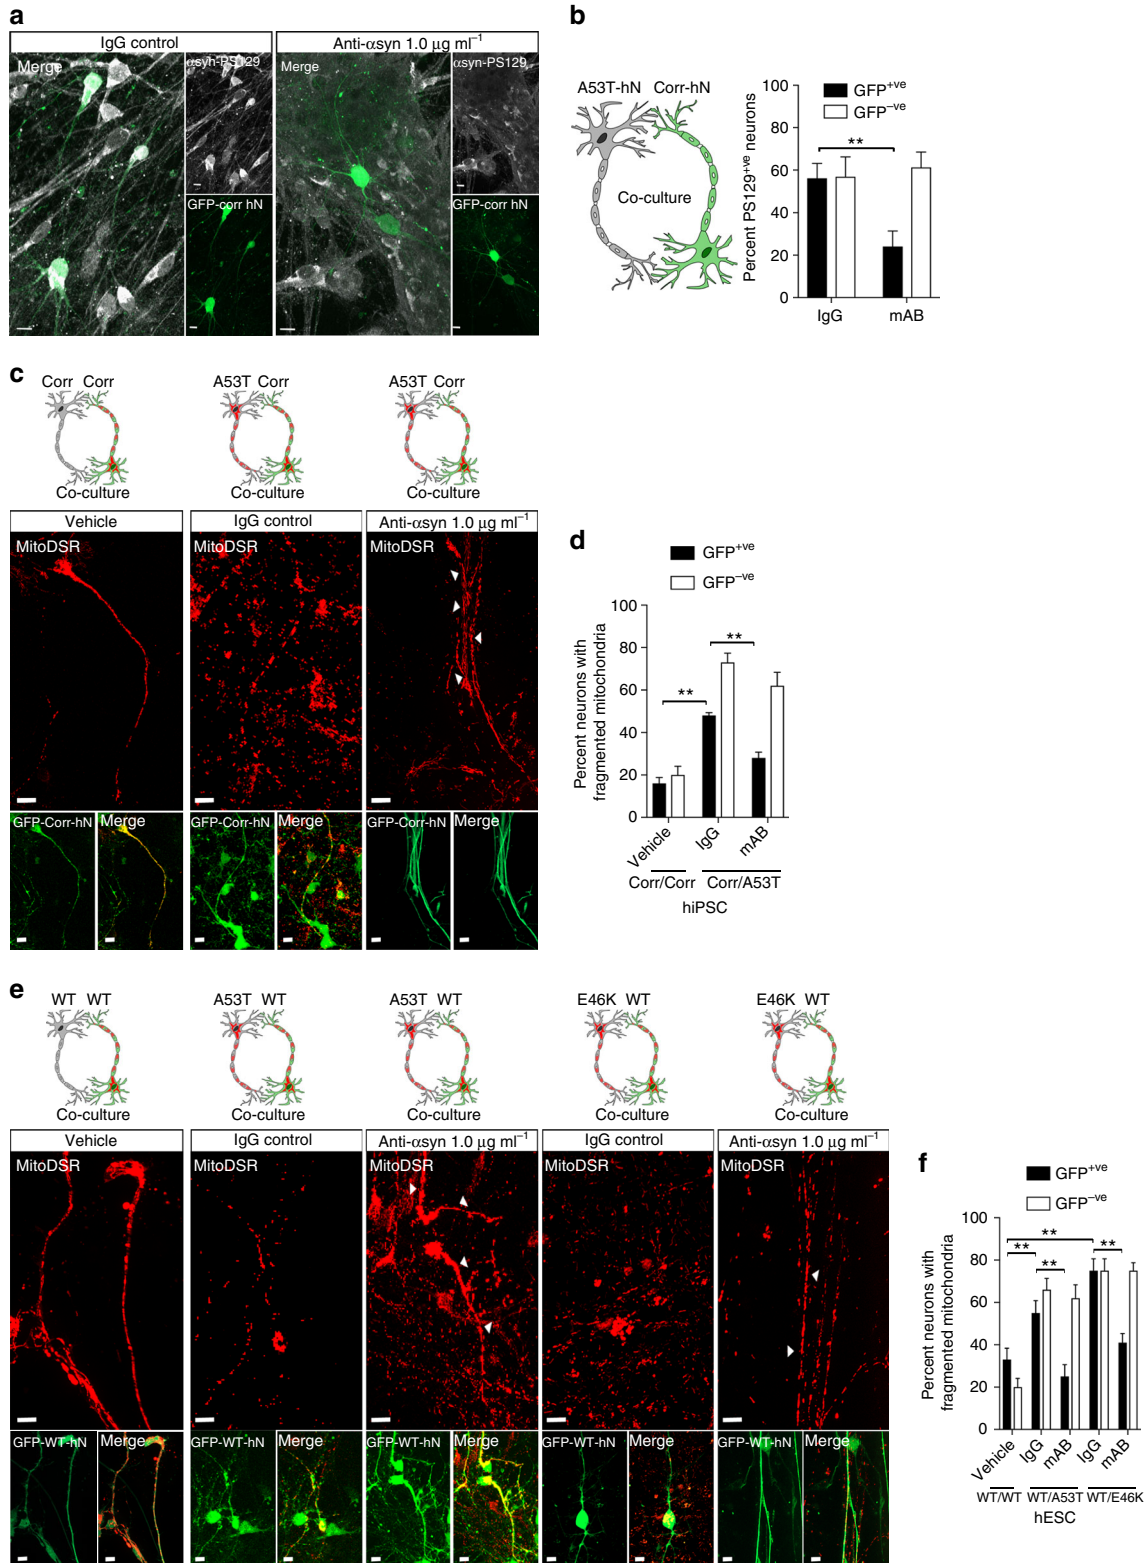 a
IgG control
Anti-αsyn 1.0 µg ml⁻¹
Merge
αsyh-PS129
GFP-corr hN
Merge
αsyn-PS129
GFP-corr hN
b
A53T-hN Corr-hN
Co-culture
GFP+ve
GFP−ve
Percent PS129+ve neurons
100
80
60
40
20
0
**
IgG
mAB
c
Corr Corr
A53T Corr
A53T Corr
Co-culture
Co-culture
Co-culture
Vehicle
IgG control
Anti-αsyn 1.0 µg ml⁻¹
MitoDSR
MitoDSR
MitoDSR
GFP-Corr-hN
Merge
GFP-Corr-hN
Merge
GFP-Corr-hN
Merge
d
GFP+ve
GFP−ve
Percent neurons with
fragmented mitochondria
100
80
60
40
20
0
**
**
Vehicle
IgG
mAB
Corr/Corr
Corr/A53T
hiPSC
e
WT WT
A53T WT
A53T WT
E46K WT
E46K WT
Co-culture
Co-culture
Co-culture
Co-culture
Co-culture
Vehicle
IgG control
Anti-αsyn 1.0 µg ml⁻¹
IgG control
Anti-αsyn 1.0 µg ml⁻¹
MitoDSR
MitoDSR
MitoDSR
MitoDSR
MitoDSR
GFP-WT-hN
Merge
GFP-WT-hN
Merge
GFP-WT-hN
Merge
GFP-WT-hN
Merge
GFP-WT-hN
Merge
f
GFP+ve
GFP−ve
Percent neurons with
fragmented mitochondria
100
80
60
40
20
0
**
**
**
**
Vehicle
IgG
mAB
IgG
mAB
WT/WT
WT/A53T
WT/E46K
hESC